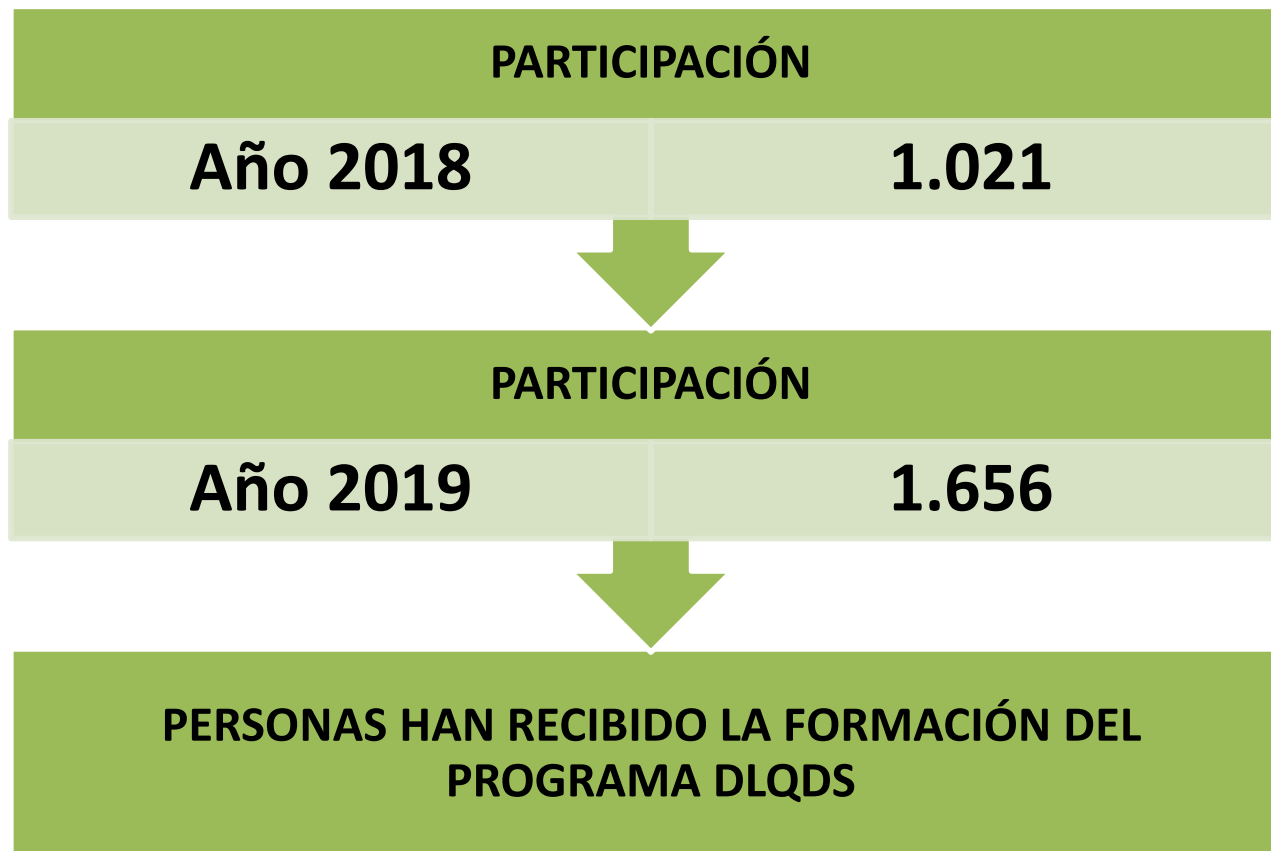 PARTICIPACIÓN
Año 2018 1.021
PARTICIPACIÓN
Año 2019 1.656
PERSONAS HAN RECIBIDO LA FORMACIÓN DEL
PROGRAMA DLQDS